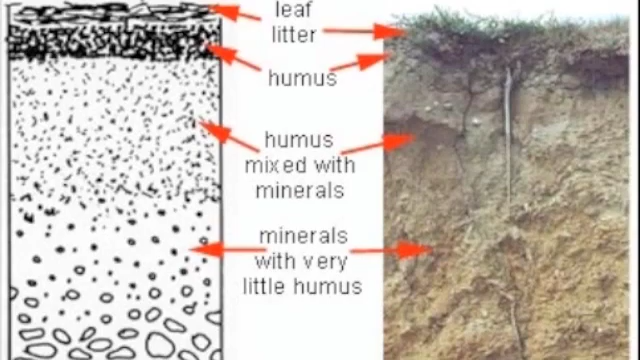 leaf
litter
humus
humus
mixed with
minerals
minerals
with very
little humus